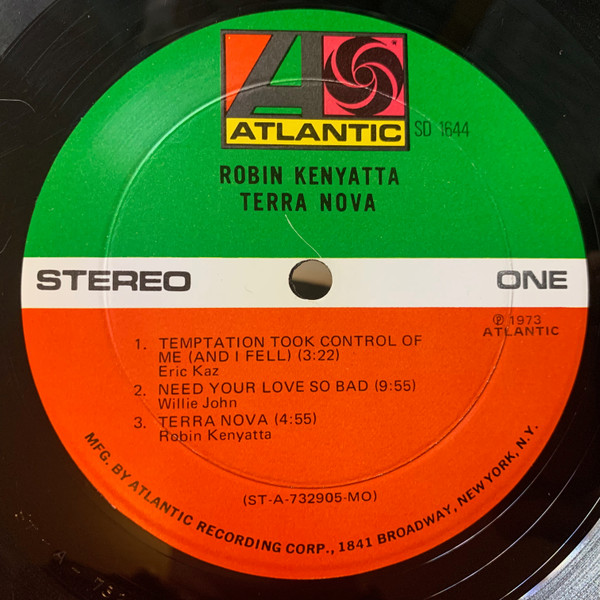 ATLANTIC
SD 1644
ROBIN KENYATTA
TERRA NOVA
STEREO
ONE
℗ 1973
ATLANTIC
1. TEMPTATION TOOK CONTROL OF
ME (AND I FELL) (3:22)
Eric Kaz
2. NEED YOUR LOVE SO BAD (9:55)
Willie John
3. TERRA NOVA (4:55)
Robin Kenyatta
(ST-A-732905-MO)
MFG. BY ATLANTIC RECORDING CORP., 1841 BROADWAY, NEW YORK, N.Y.